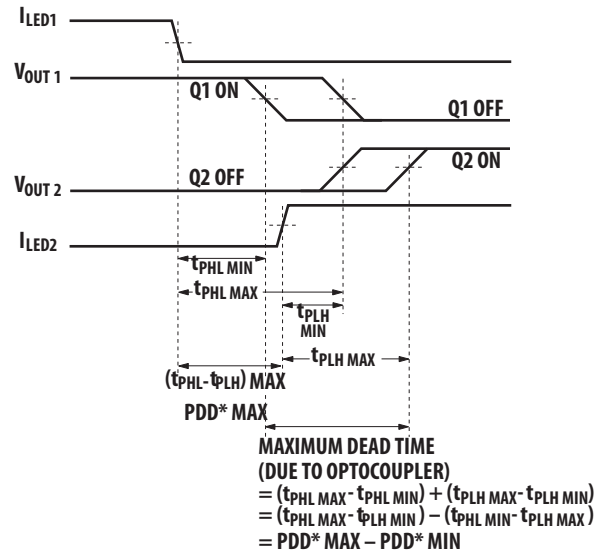 ILED1
VOUT 1
Q1 ON
Q1 OFF
VOUT 2
Q2 OFF
Q2 ON
ILED2
tPHL MIN
tPHL MAX
tPLH
MIN
tPLH MAX
(tPHL-tPLH) MAX
PDD* MAX
MAXIMUM DEAD TIME
(DUE TO OPTOCOUPLER)
= (tPHL MAX-tPHL MIN) + (tPLH MAX-tPLH MIN)
= (tPHL MAX-tPLH MIN) – (tPHL MIN-tPLH MAX)
= PDD* MAX – PDD* MIN